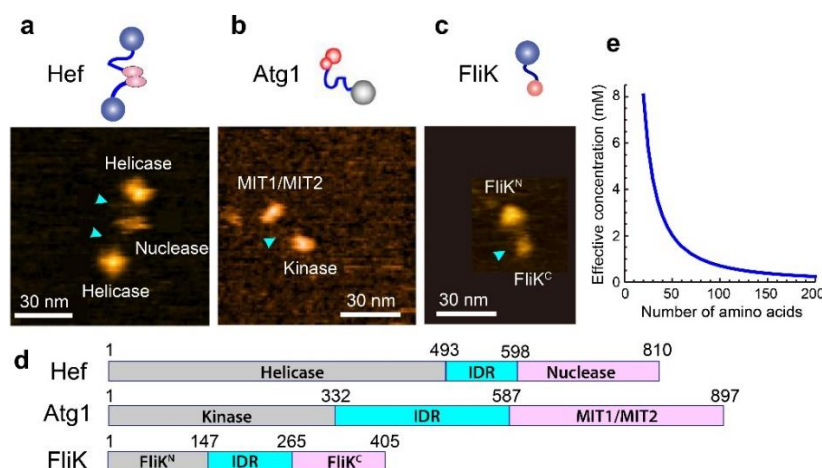 a
Hef
Helicase
Nuclease
Helicase
30 nm
b
Atg1
MIT1/MIT2
Kinase
30 nm
c
FliK
FliKᴺ
FliKᶜ
30 nm
e
Effective concentration (mM)
8
6
4
2
0
0 50 100 150 200
Number of amino acids
d
1 493 598 810
Hef Helicase IDR Nuclease
1 332 587 897
Atg1 Kinase IDR MIT1/MIT2
1 147 265 405
FliK FliKᴺ IDR FliKᶜ